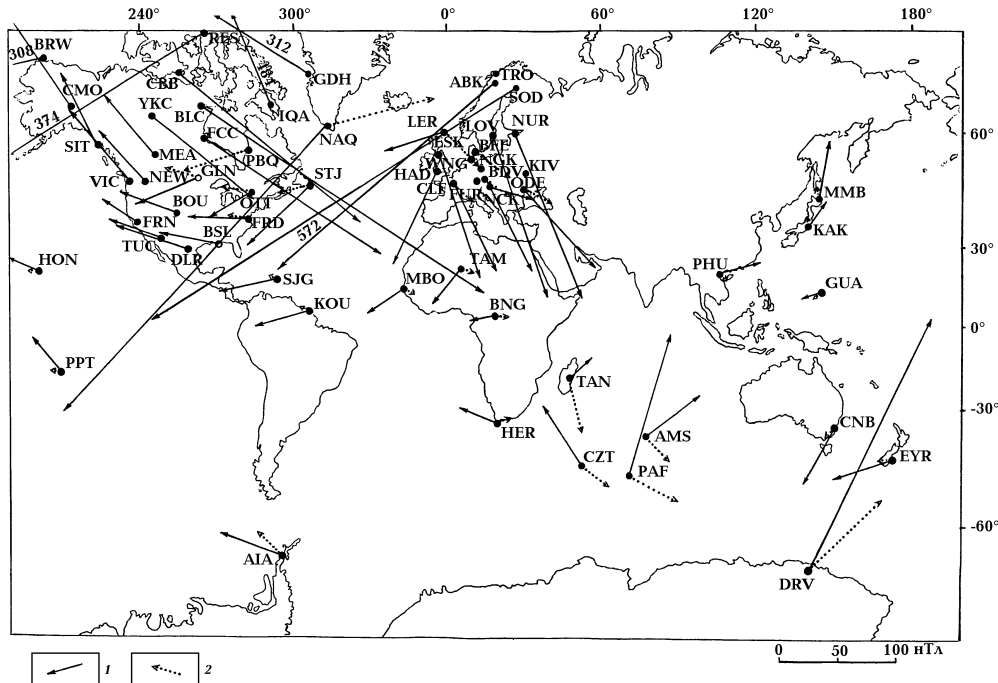 240° 300° 0° 60° 120° 180°
RES
308 BRW
312
TRO
ABK
GDH
CBB
184
CMO
SOD
YKC
BLC
IQA
374
LER
LOV
NUR
FCC
60°
NAQ
ESK
BFE
SIT
MEA
PBQ
WNG
NGK
KIV
GLN
STJ
HAD
BDV
VIC
NEW
CLF
ODE
FUR
NCK
MMB
BOU
OTT
FRN
FRD
KAK
BSL
572
TUC
30°
DLR
HON
TAM
PHU
SJG
MBO
GUA
KOU
BNG
0°
PPT
TAN
-30°
HER
AMS
CNB
CZT
EYR
PAF
-60°
AIA
DRV
1 2
0 50 100 нТл